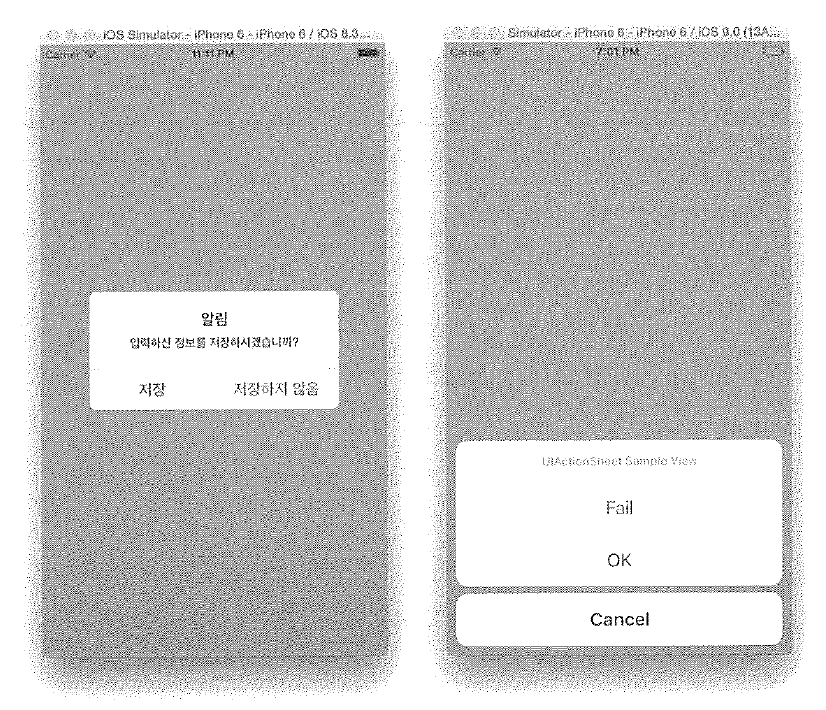 iOS Simulator - iPhone 6 - iPhone 6 / iOS 8.3...
Carrier
11:11 PM
알림
입력하신 정보를 저장하시겠습니까?
저장
저장하지 않음
Simulator - iPhone 6 - iPhone 6 / iOS 9.0 (13A...
Carrier
7:01 PM
UIActionSheet Sample View
Fail
OK
Cancel